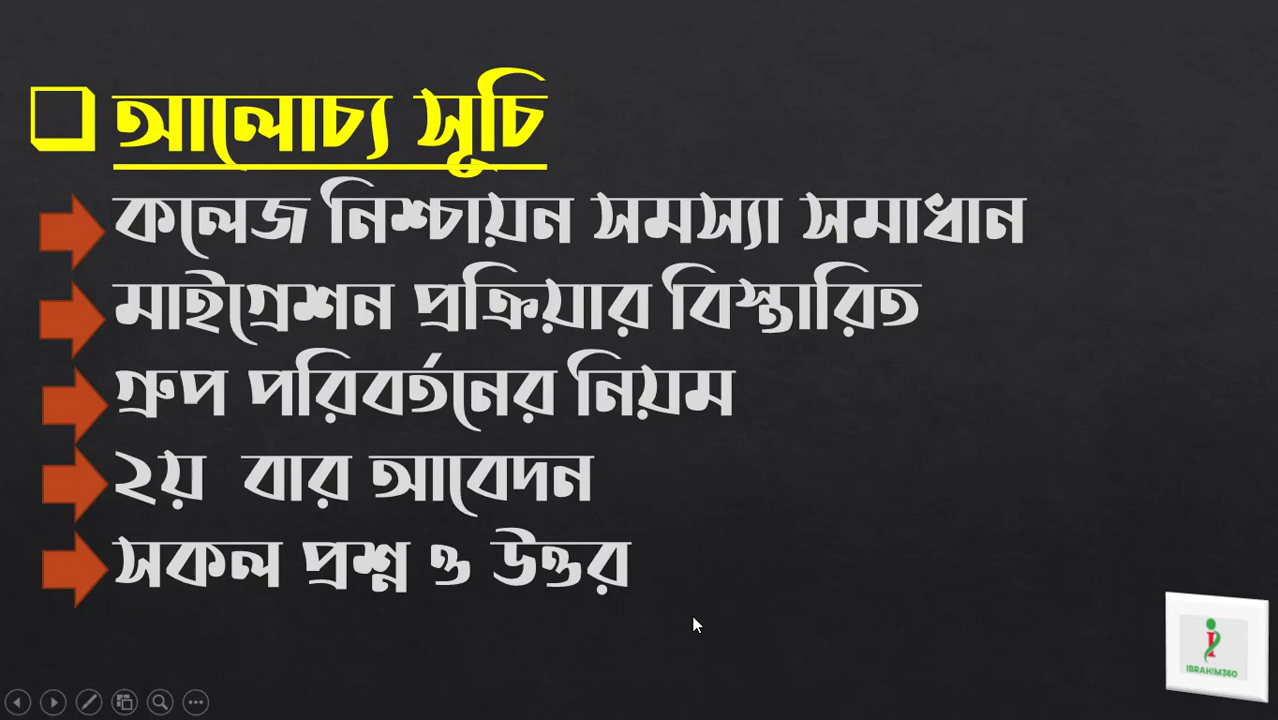 আলোচ্য সূচি
কলেজ নিশ্চায়ন সমস্যা সমাধান
মাইগ্রেশন প্রক্রিয়ার বিস্তারিত
গ্রুপ পরিবর্তনের নিয়ম
২য় বার আবেদন
সকল প্রশ্ন ও উত্তর
IBRAHIM360